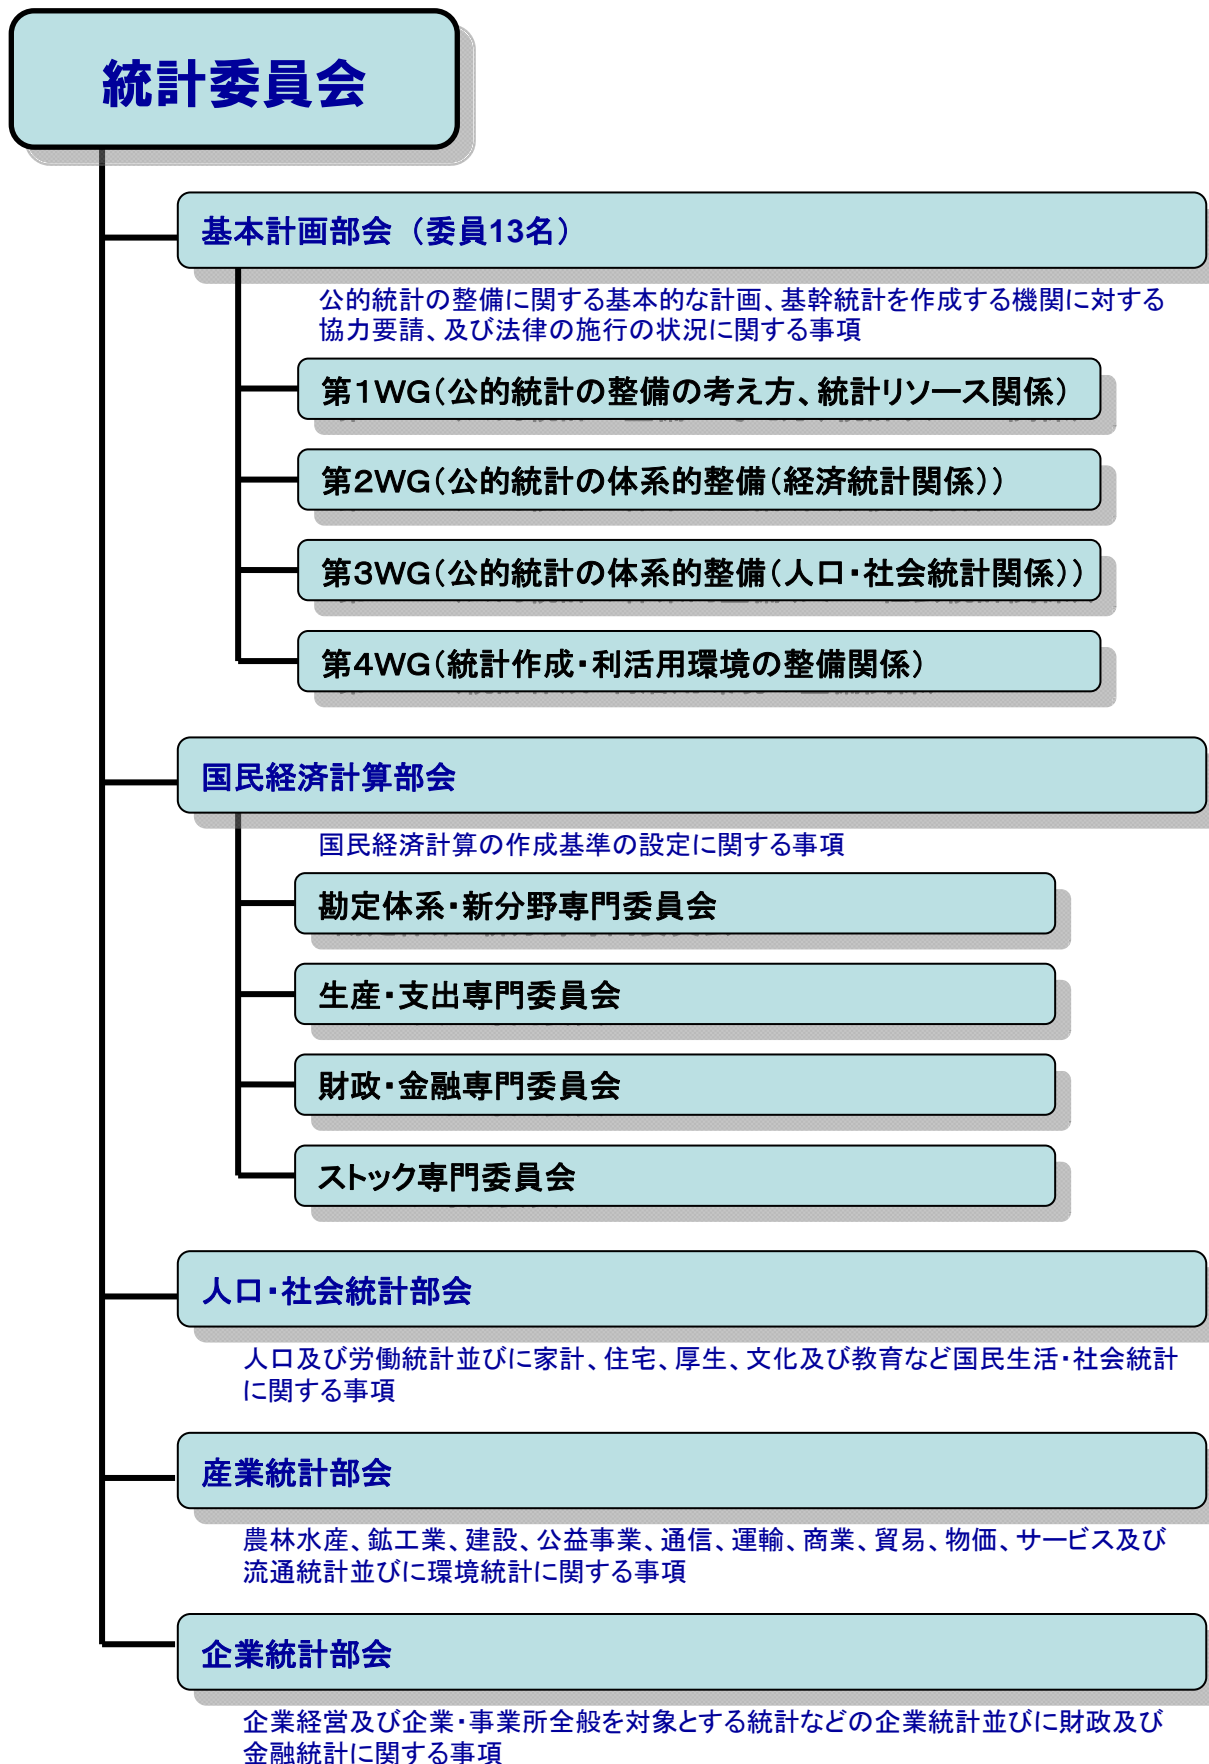 統計委員会
基本計画部会（委員13名）
公的統計の整備に関する基本的な計画、基幹統計を作成する機関に対する
協力要請、及び法律の施行の状況に関する事項
第１WG（公的統計の整備の考え方、統計リソース関係）
第２WG（公的統計の体系的整備（経済統計関係））
第３WG（公的統計の体系的整備（人口・社会統計関係））
第４WG（統計作成・利活用環境の整備関係）
国民経済計算部会
国民経済計算の作成基準の設定に関する事項
勘定体系・新分野専門委員会
生産・支出専門委員会
財政・金融専門委員会
ストック専門委員会
人口・社会統計部会
人口及び労働統計並びに家計、住宅、厚生、文化及び教育など国民生活・社会統計
に関する事項
産業統計部会
農林水産、鉱工業、建設、公益事業、通信、運輸、商業、貿易、物価、サービス及び
流通統計並びに環境統計に関する事項
企業統計部会
企業経営及び企業・事業所全般を対象とする統計などの企業統計並びに財政及び
金融統計に関する事項